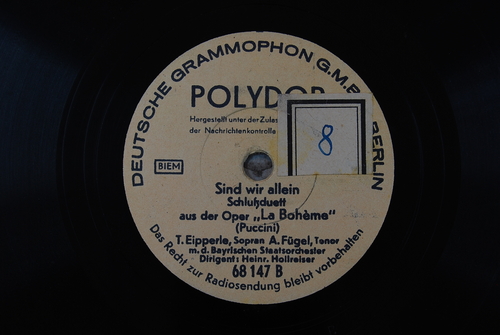 DEUTSCHE GRAMMOPHON G.M.B. BERLIN
POLYDOR
Hergestellt unter der Zulas
der Nachrichtenkontrolle
8
BIEM
Sind wir allein
Schlußduett
aus der Oper „La Bohème"
(Puccini)
T. Eipperle, Sopran A. Fügel, Tenor
m. d. Bayrischen Staatsorchester
Dirigent: Heinr. Hollreiser
68 147 B
Das Recht zur Radiosendung bleibt vorbehalten